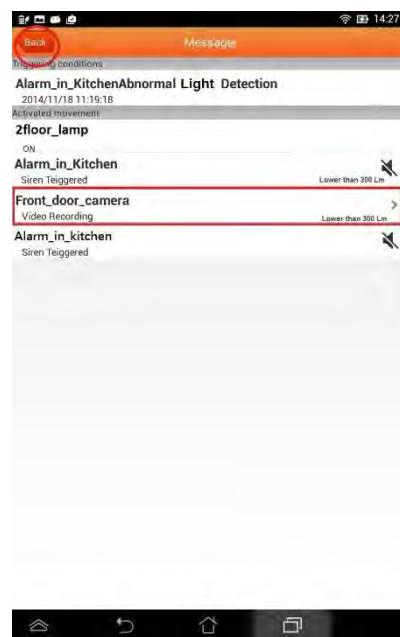 14:27
Back
Messager
Triggering conditions
Alarm_in_KitchenAbnormal Light Detection
2014/11/18 11:19:18
Activated movement
2floor_lamp
ON
Alarm_in_Kitchen
Siren Teiggered
Lower than 300 Lm
Front_door_camera
Video Recording
Lower than 300 Lm
Alarm_in_kitchen
Siren Teiggered